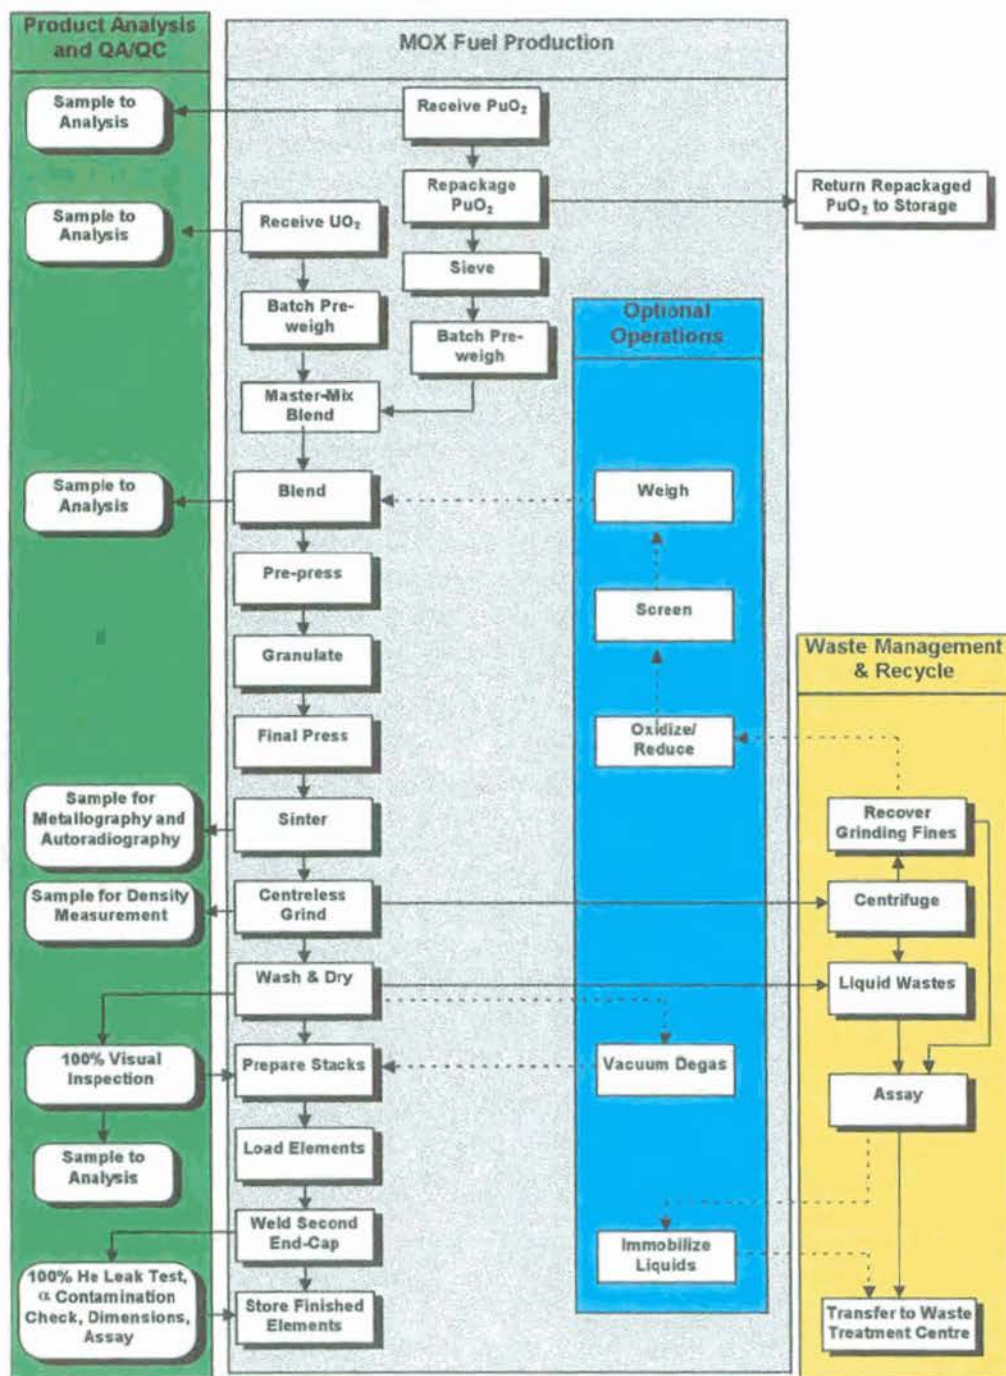 Product Analysis
and QA/QC
Sample to
Analysis
Sample to
Analysis
Sample to
Analysis
Sample for
Metallography and
Autoradiography
Sample for Density
Measurement
100% Visual
Inspection
Sample to
Analysis
100% He Leak Test,
α Contamination
Check, Dimensions,
Assay
MOX Fuel Production
Receive PuO₂
Repackage
PuO₂
Receive UO₂
Sieve
Batch Pre-
weigh
Batch Pre-
weigh
Master-Mix
Blend
Blend
Pre-press
Granulate
Final Press
Sinter
Centreless
Grind
Wash & Dry
Prepare Stacks
Load Elements
Weld Second
End-Cap
Store Finished
Elements
Optional
Operations
Weigh
Screen
Oxidize/
Reduce
Vacuum Degas
Immobilize
Liquids
Return Repackaged
PuO₂ to Storage
Waste Management
& Recycle
Recover
Grinding Fines
Centrifuge
Liquid Wastes
Assay
Transfer to Waste
Treatment Centre